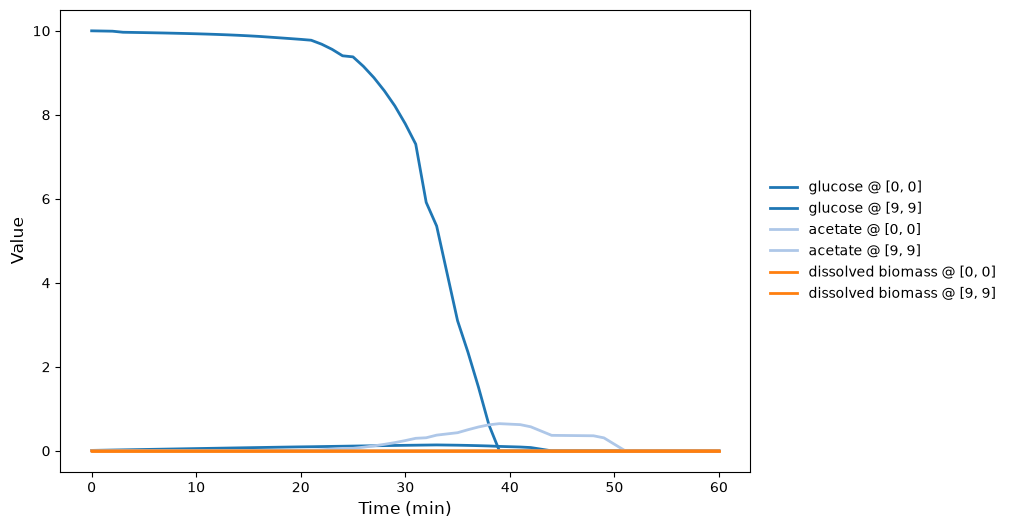 10
8
6
4
2
0
Value
0 10 20 30 40 50 60
Time (min)
glucose @ [0, 0]
glucose @ [9, 9]
acetate @ [0, 0]
acetate @ [9, 9]
dissolved biomass @ [0, 0]
dissolved biomass @ [9, 9]